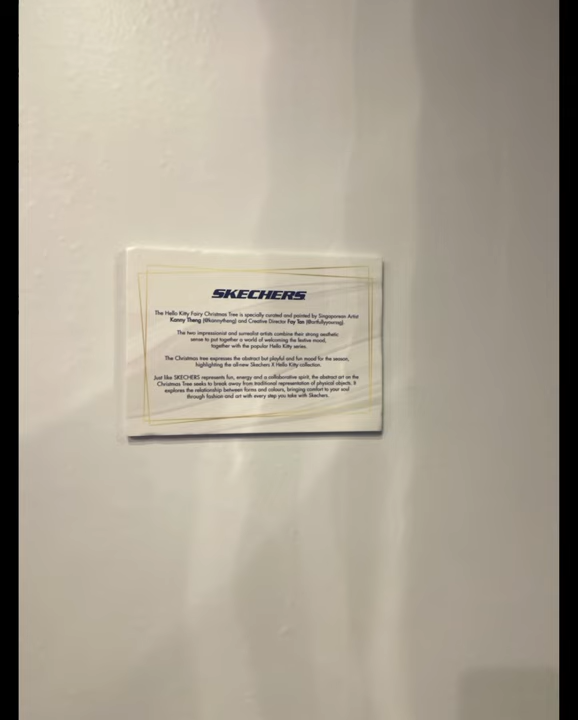 SKECHERS
The Hello Kitty Fairy Christmas Tree is specially curated and painted by Singaporean Artist
Kanny Theng (@kannytheng) and Creative Director Fay Tan
The two impressionist and surrealist artists combine their strong aesthetic
sense to put together a world of welcoming the festive mood,
together with the popular Hello Kitty series.
The Christmas tree expresses the abstract but playful and fun mood for the season,
highlighting the all-new Skechers X Hello Kitty collection.
Just like SKECHERS represents fun, energy and a collaborative spirit, the abstract art on the
Christmas Tree seeks to break away from traditional representation of physical objects. It
explores the relationship between forms and colours, bringing comfort to your soul
through fashion and art with every step you take with Skechers.